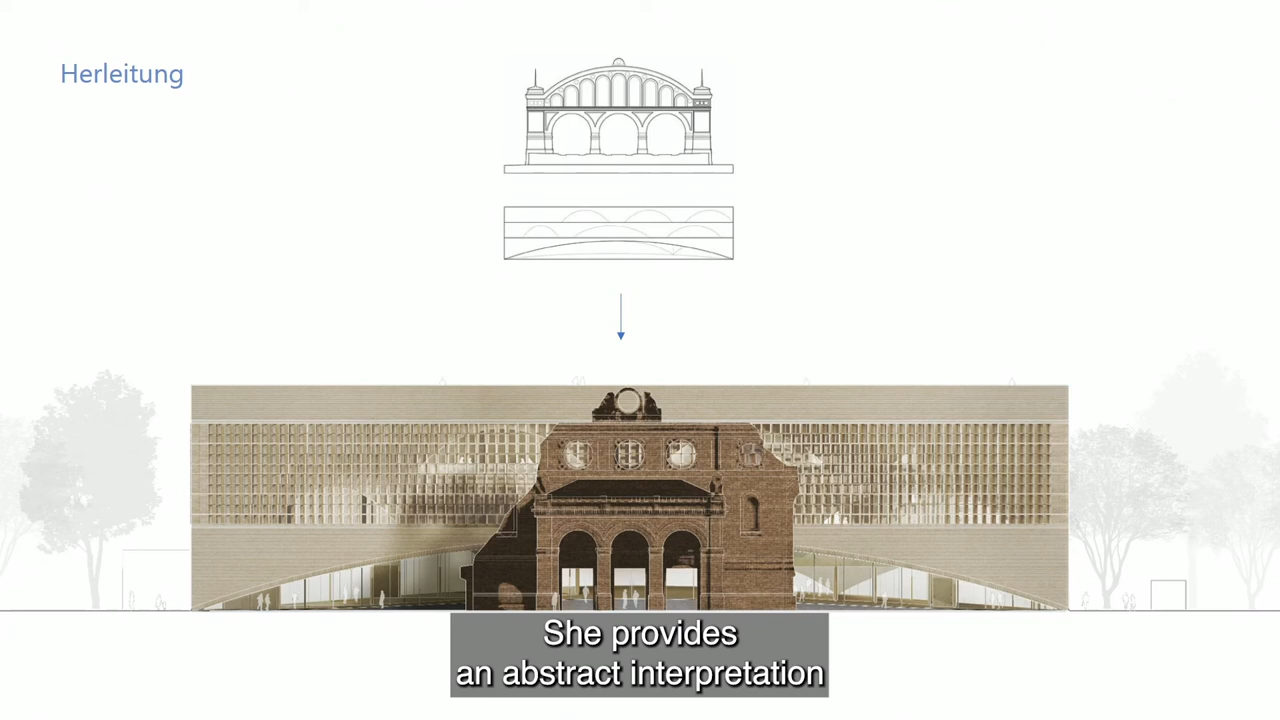 Herleitung
She provides
an abstract interpretation